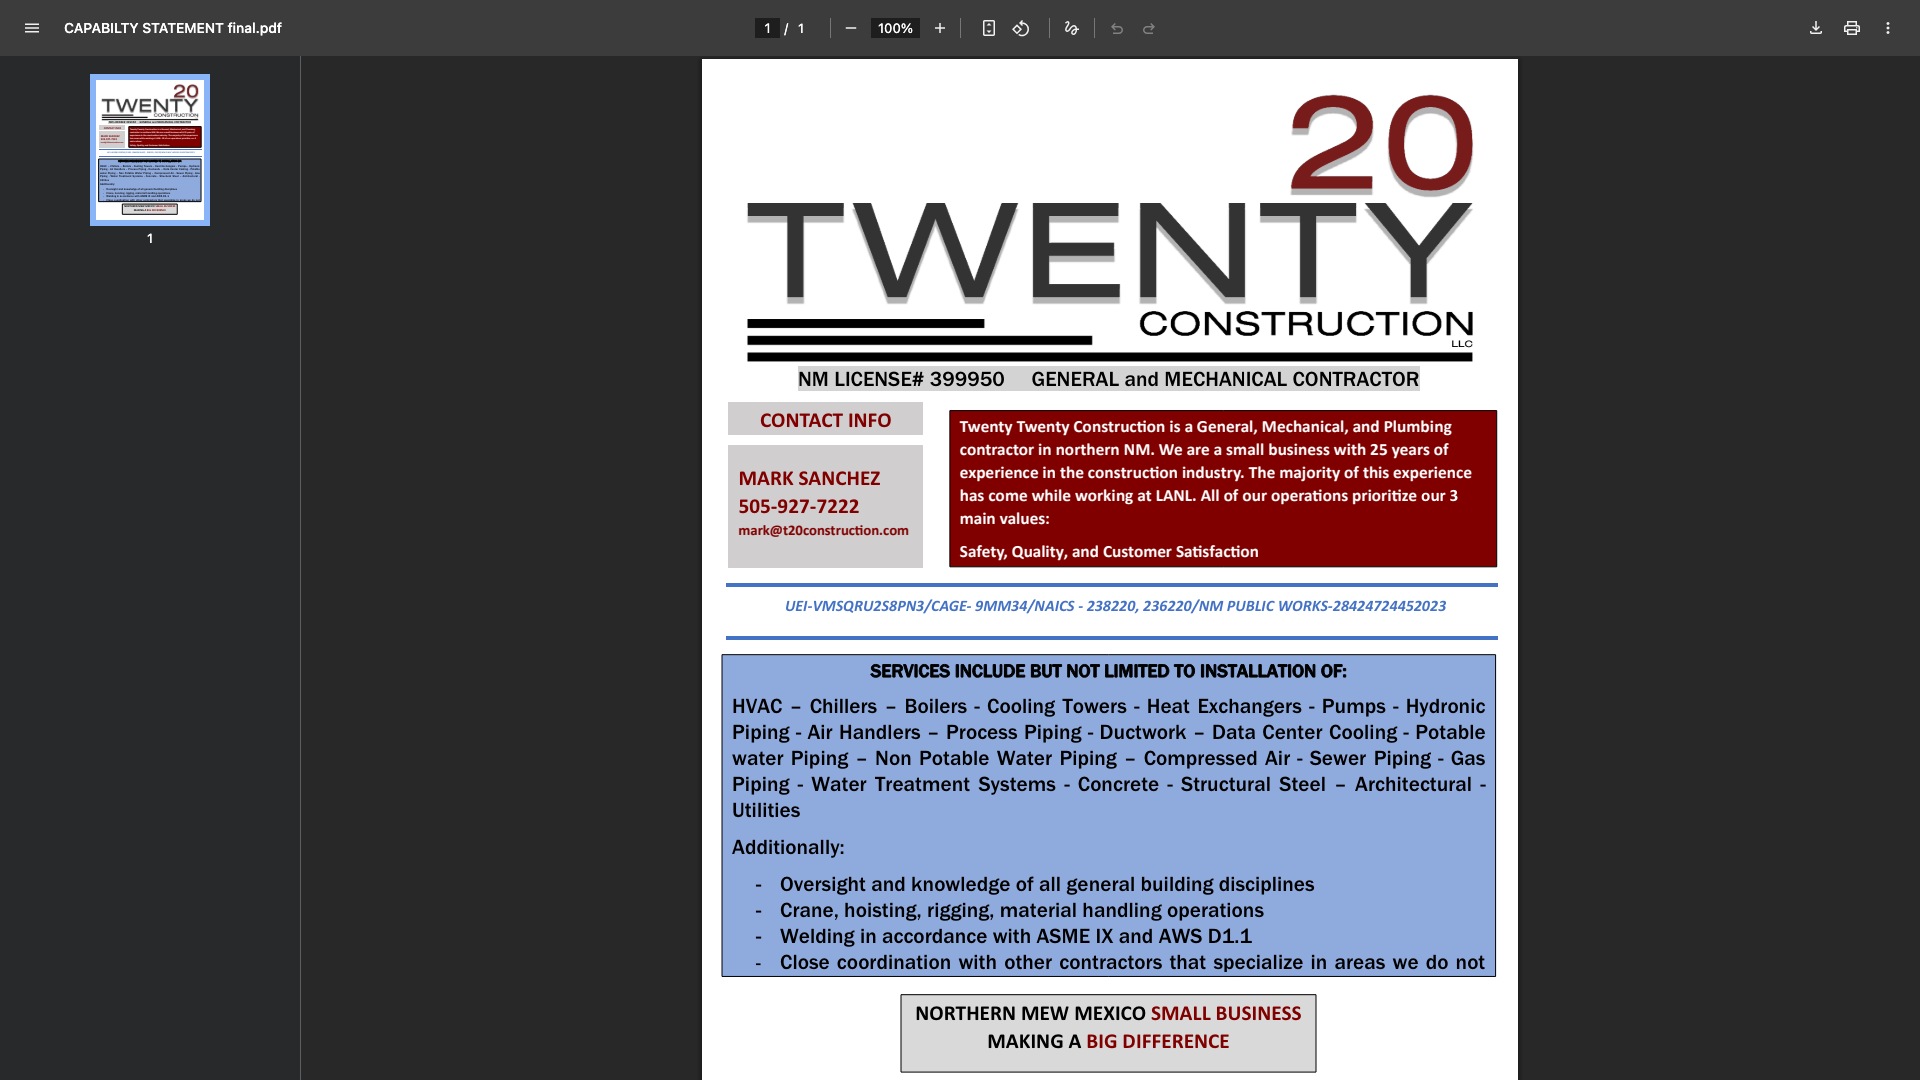 CAPABILTY STATEMENT final.pdf
1 / 1
100%
1
20
TWENTY
CONSTRUCTION
LLC
NM LICENSE# 399950 GENERAL and MECHANICAL CONTRACTOR
CONTACT INFO
MARK SANCHEZ
505-927-7222
mark@t20construction.com
Twenty Twenty Construction is a General, Mechanical, and Plumbing
contractor in northern NM. We are a small business with 25 years of
experience in the construction industry. The majority of this experience
has come while working at LANL. All of our operations prioritize our 3
main values:
Safety, Quality, and Customer Satisfaction
UEI-VMSQRU2S8PN3/CAGE- 9MM34/NAICS - 238220, 236220/NM PUBLIC WORKS-28424724452023
SERVICES INCLUDE BUT NOT LIMITED TO INSTALLATION OF:
HVAC – Chillers – Boilers - Cooling Towers - Heat Exchangers - Pumps - Hydronic
Piping - Air Handlers – Process Piping - Ductwork – Data Center Cooling - Potable
water Piping – Non Potable Water Piping – Compressed Air - Sewer Piping - Gas
Piping - Water Treatment Systems - Concrete - Structural Steel – Architectural -
Utilities
Additionally:
- Oversight and knowledge of all general building disciplines
- Crane, hoisting, rigging, material handling operations
- Welding in accordance with ASME IX and AWS D1.1
- Close coordination with other contractors that specialize in areas we do not
NORTHERN MEW MEXICO SMALL BUSINESS
MAKING A BIG DIFFERENCE